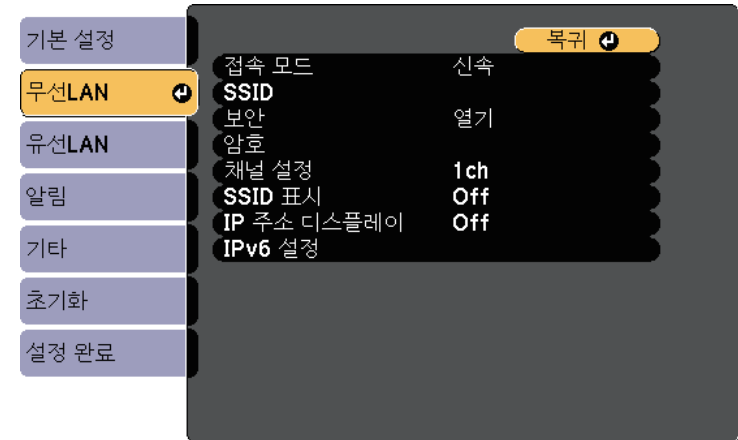 기본 설정
무선LAN
유선LAN
알림
기타
초기화
설정 완료
복귀
접속 모드 신속
SSID
보안 열기
암호
채널 설정 1ch
SSID 표시 Off
IP 주소 디스플레이 Off
IPv6 설정